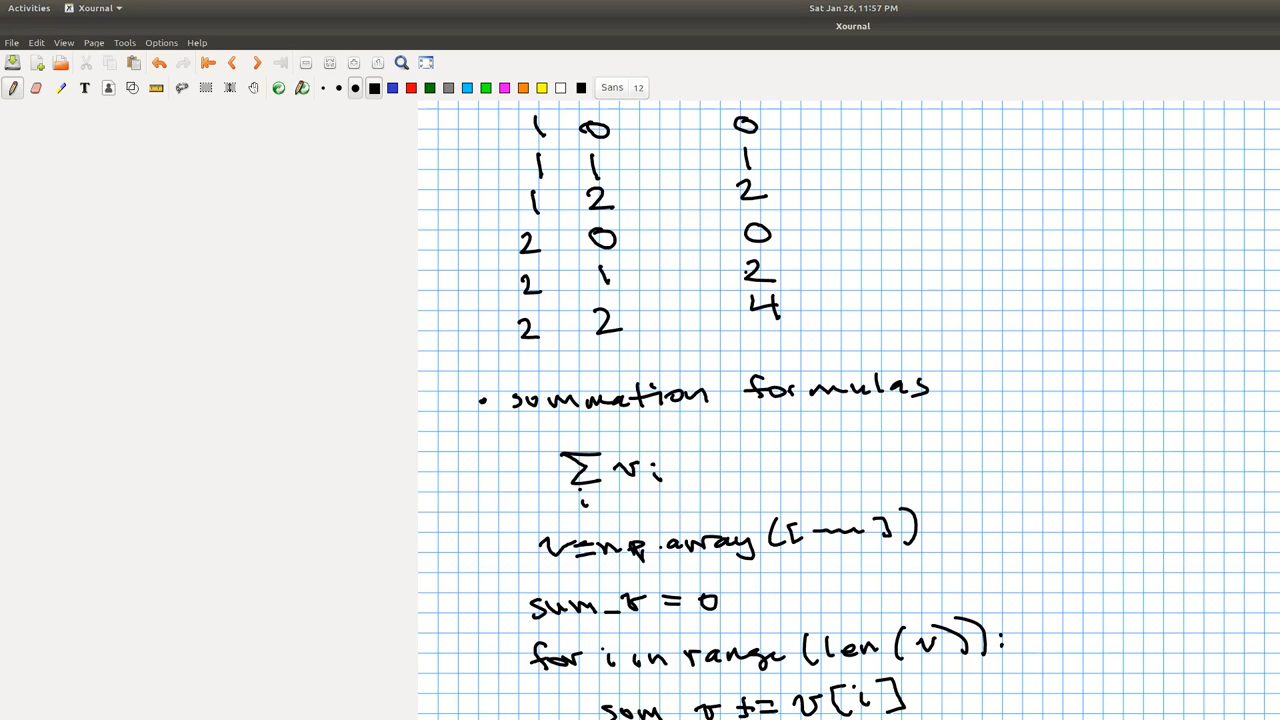 Activities Xournal Sat Jan 26, 11:57 PM
Xournal
File Edit View Page Tools Options Help
T Sans 12
1 0 0
1 1 1
1 2 2
2 0 0
2 1 2
2 2 4
• summation formulas
∑ vi
i
v=np.array([ — ])
sum_v = 0
for i in range (len(v)):
sum_v += v[i]